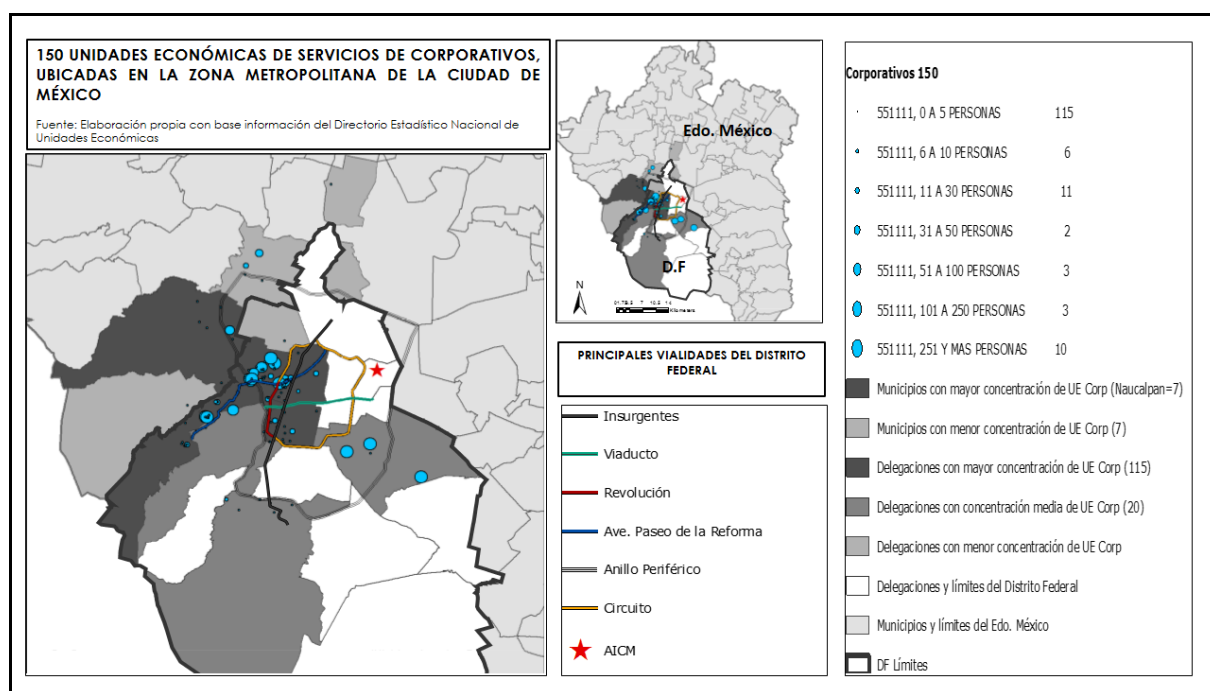 150 UNIDADES ECONÓMICAS DE SERVICIOS DE CORPORATIVOS,
UBICADAS EN LA ZONA METROPOLITANA DE LA CIUDAD DE
MÉXICO
Fuente: Elaboración propia con base información del Directorio Estadístico Nacional de
Unidades Económicas
Edo. México
D.F
N
Kilometers
PRINCIPALES VIALIDADES DEL DISTRITO
FEDERAL
Insurgentes
Viaducto
Revolución
Ave. Paseo de la Reforma
Anillo Periférico
Circuito
AICM
Corporativos 150
551111, 0 A 5 PERSONAS 115
551111, 6 A 10 PERSONAS 6
551111, 11 A 30 PERSONAS 11
551111, 31 A 50 PERSONAS 2
551111, 51 A 100 PERSONAS 3
551111, 101 A 250 PERSONAS 3
551111, 251 Y MAS PERSONAS 10
Municipios con mayor concentración de UE Corp (Naucalpan=7)
Municipios con menor concentración de UE Corp (7)
Delegaciones con mayor concentración de UE Corp (115)
Delegaciones con concentración media de UE Corp (20)
Delegaciones con menor concentración de UE Corp
Delegaciones y límites del Distrito Federal
Municipios y límites del Edo. México
DF Límites